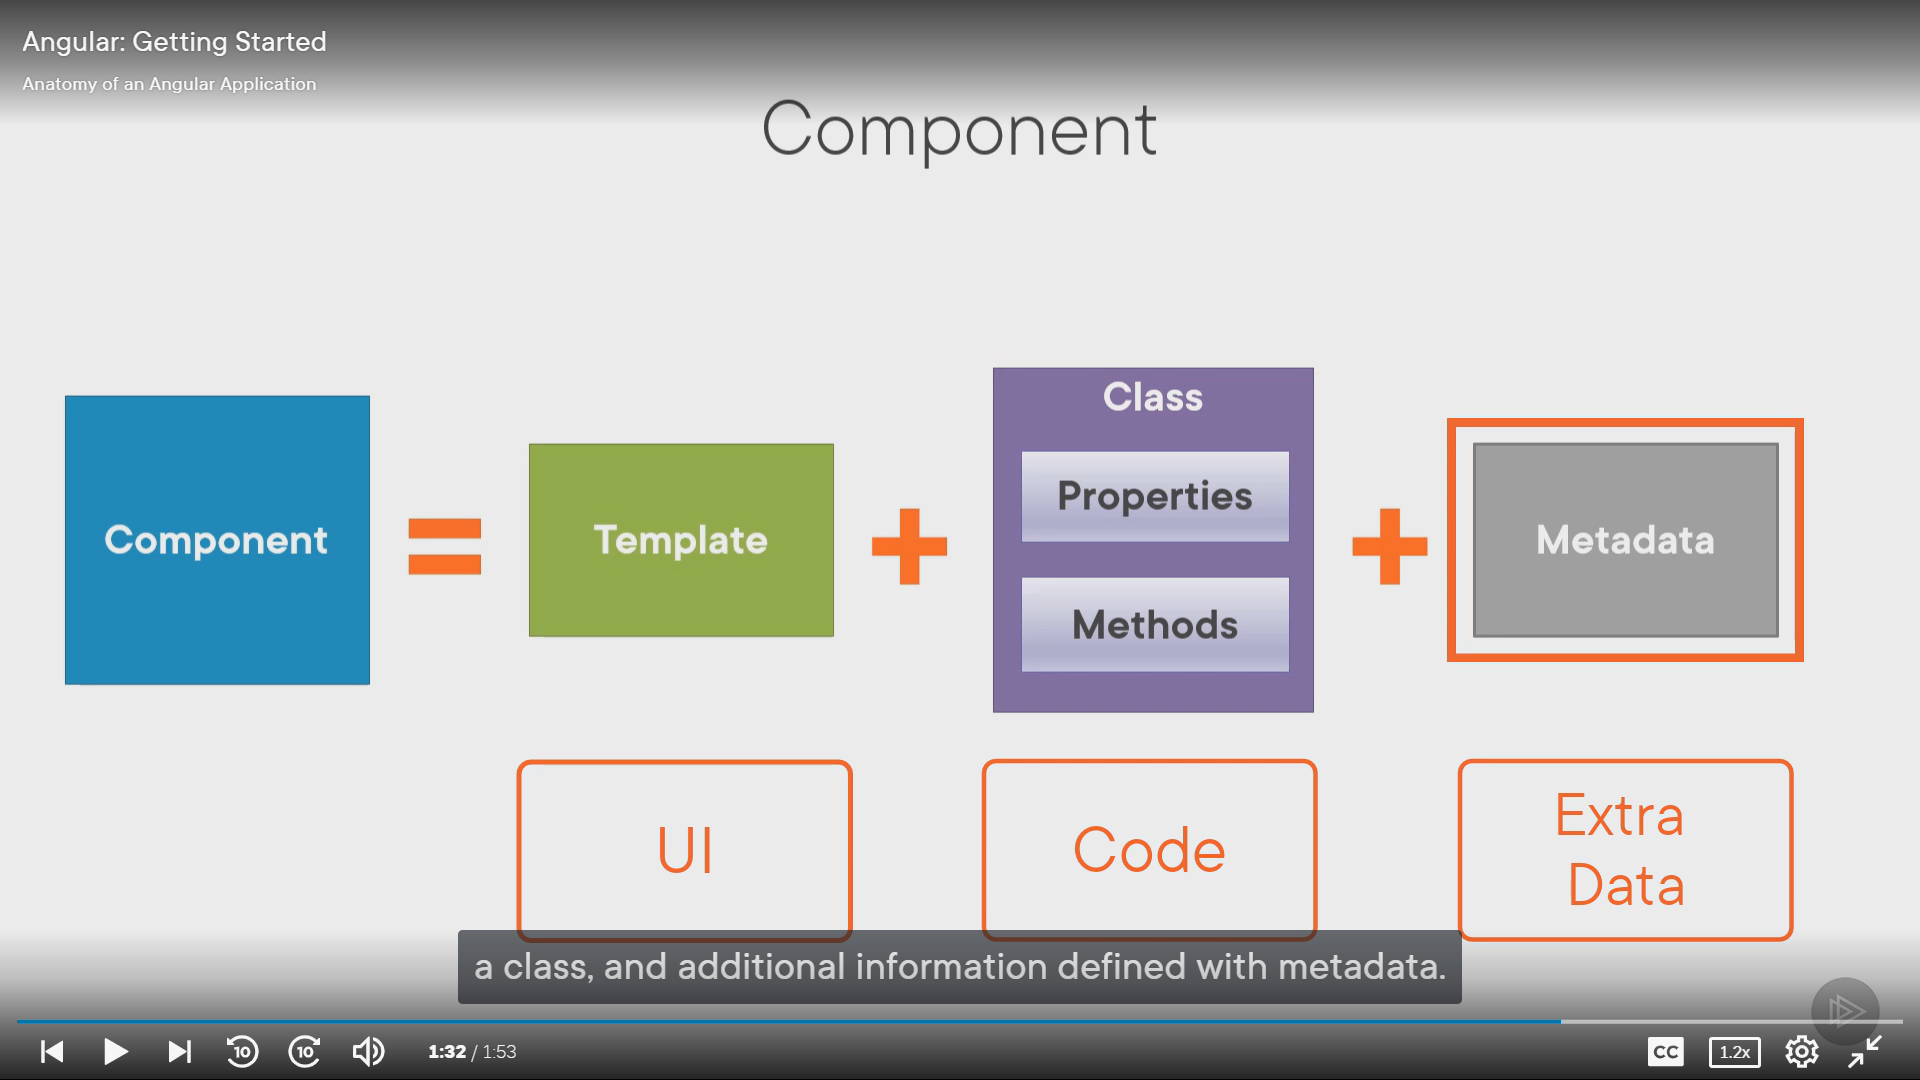 Angular: Getting Started
Anatomy of an Angular Application
Component
Component
Template
Class
Properties
Methods
Metadata
UI
Code
Extra
Data
a class, and additional information defined with metadata.
10
10
1:32 / 1:53
CC
1.2x